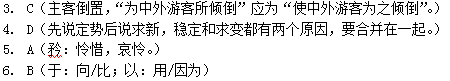 3. C（主客倒置，“为中外游客所倾倒”应为“使中外游客为之倾倒”。）
4. D（先说定势后说求新，稳定和求变都有两个因，要合并在一起。）
5. A（矜：怜惜，哀怜。）
6. B（于：向/比；以：用/因为）